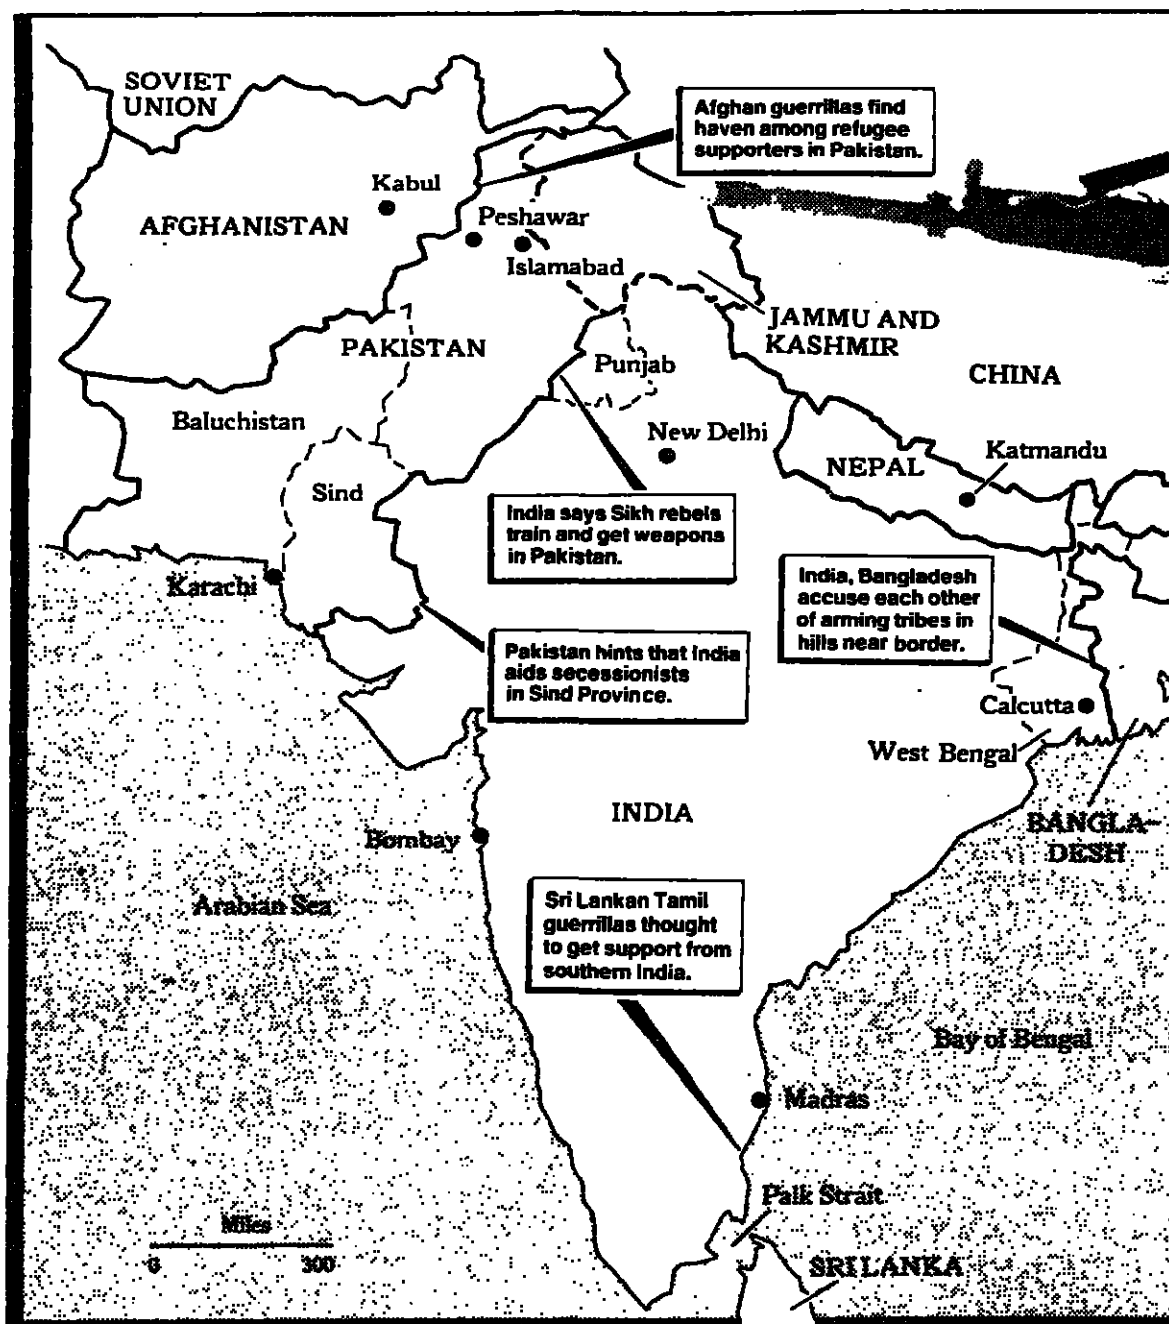 SOVIET
UNION
Afghan guerrillas find
haven among refugee
supporters in Pakistan.
Kabul
AFGHANISTAN
Peshawar
Islamabad
JAMMU AND
KASHMIR
PAKISTAN
Punjab
CHINA
Baluchistan
New Delhi
NEPAL
Katmandu
Sind
India says Sikh rebels
train and get weapons
in Pakistan.
Karachi
India, Bangladesh
accuse each other
of arming tribes in
hills near border.
Pakistan hints that India
aids secessionists
in Sind Province.
Calcutta
West Bengal
INDIA
BANGLA-
DESH
Bombay
Arabian Sea
Sri Lankan Tamil
guerrillas thought
to get support from
southern India.
Bay of Bengal
Madras
Palk Strait
Miles
0 300
SRI LANKA